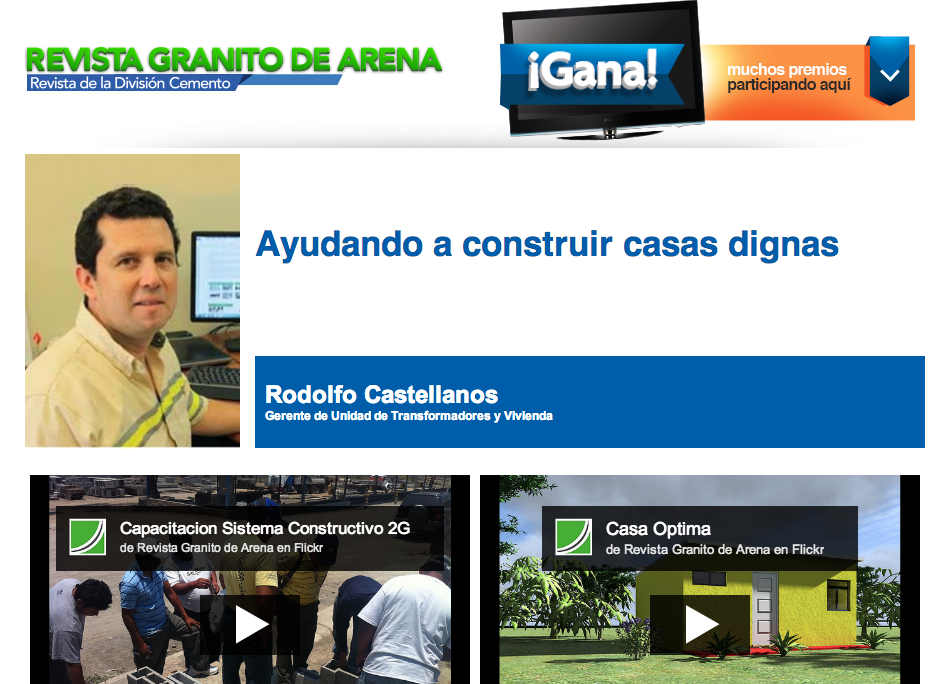 REVISTA GRANITO DE ARENA
Revista de la División Cemento
¡Gana!
muchos premios
participando aquí
Ayudando a construir casas dignas
Rodolfo Castellanos
Gerente de Unidad de Transformadores y Vivienda
Capacitacion Sistema Constructivo 2G
de Revista Granito de Arena en Flickr
Casa Optima
de Revista Granito de Arena en Flickr